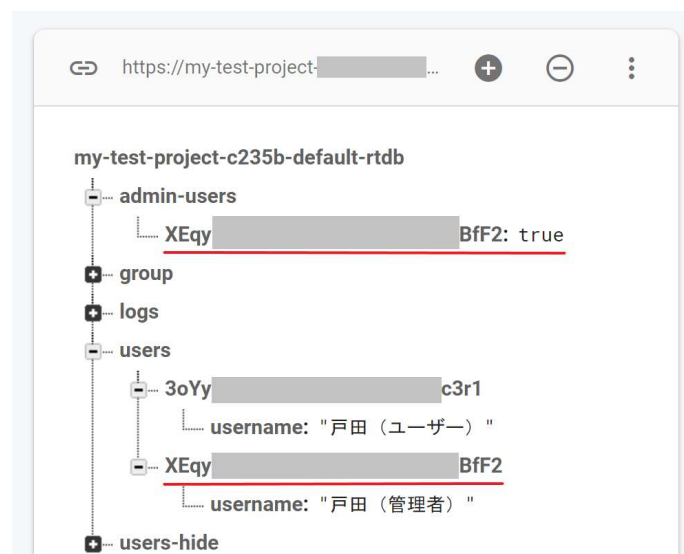 https://my-test-project-…
my-test-project-c235b-default-rtdb
admin-users
XEqy BfF2: true
group
logs
users
3oYy c3r1
username: "戸田（ユーザー）"
XEqy BfF2
username: "戸田（管理者）"
users-hide